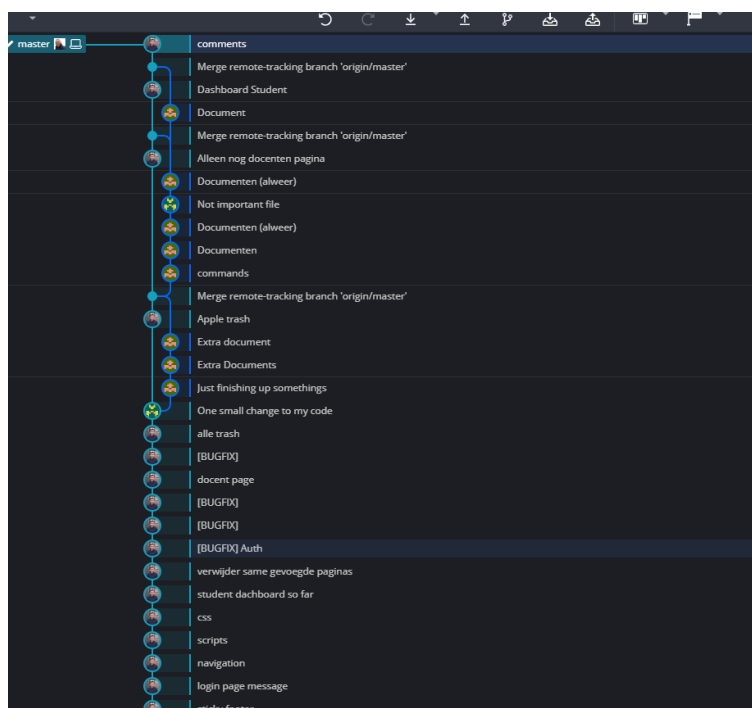 master
comments
Merge remote-tracking branch 'origin/master'
Dashboard Student
Document
Merge remote-tracking branch 'origin/master'
Alleen nog docenten pagina
Documenten (alweer)
Not important file
Documenten (alweer)
Documenten
commands
Merge remote-tracking branch 'origin/master'
Apple trash
Extra document
Extra Documents
Just finishing up somethings
One small change to my code
alle trash
[BUGFIX]
docent page
[BUGFIX]
[BUGFIX]
[BUGFIX] Auth
verwijder same gevoegde paginas
student dachboard so far
css
scripts
navigation
login page message
sticky footer